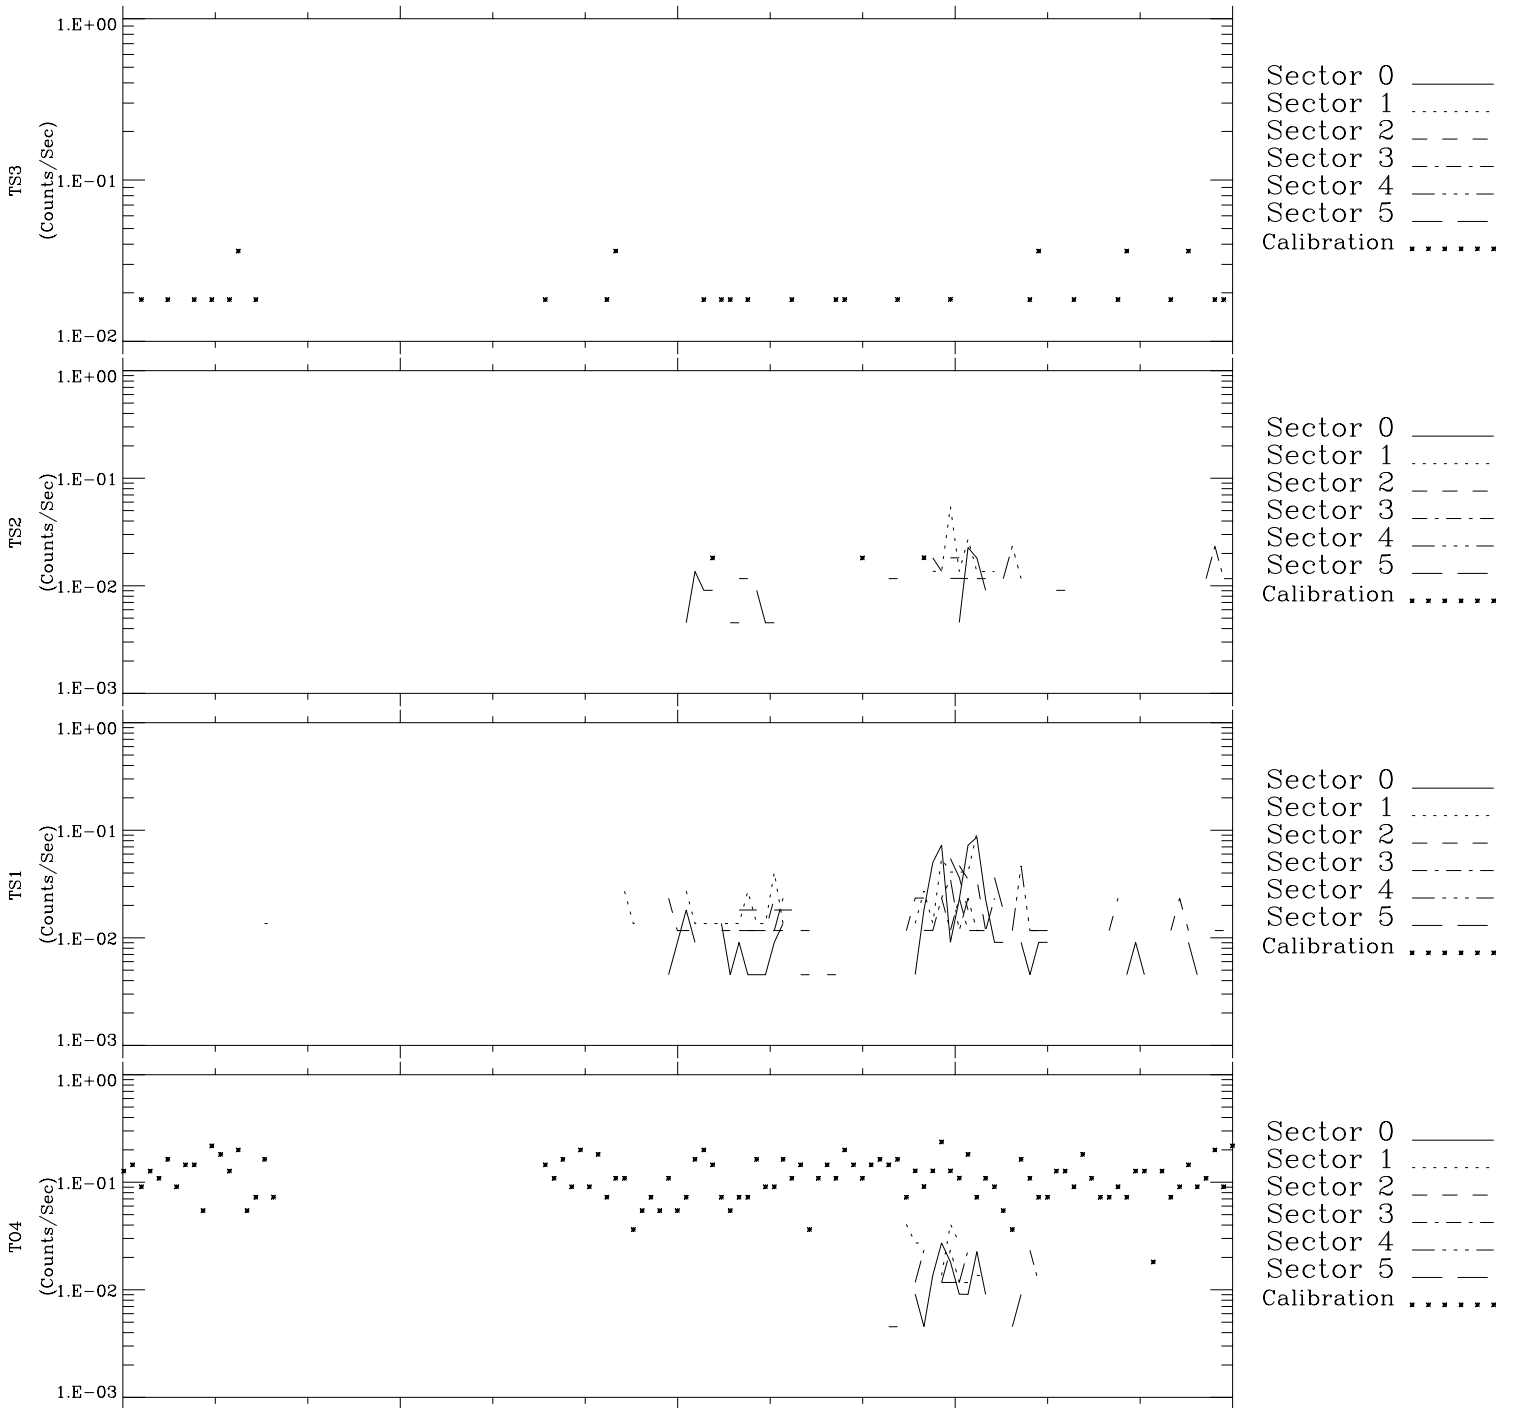 1.E+00
1.E-01
1.E-02
TS3
(Counts/Sec)
Sector 0
Sector 1
Sector 2
Sector 3
Sector 4
Sector 5
Calibration
1.E+00
1.E-01
1.E-02
1.E-03
TS2
(Counts/Sec)
Sector 0
Sector 1
Sector 2
Sector 3
Sector 4
Sector 5
Calibration
1.E+00
1.E-01
1.E-02
1.E-03
TS1
(Counts/Sec)
Sector 0
Sector 1
Sector 2
Sector 3
Sector 4
Sector 5
Calibration
1.E+00
1.E-01
1.E-02
1.E-03
TO4
(Counts/Sec)
Sector 0
Sector 1
Sector 2
Sector 3
Sector 4
Sector 5
Calibration